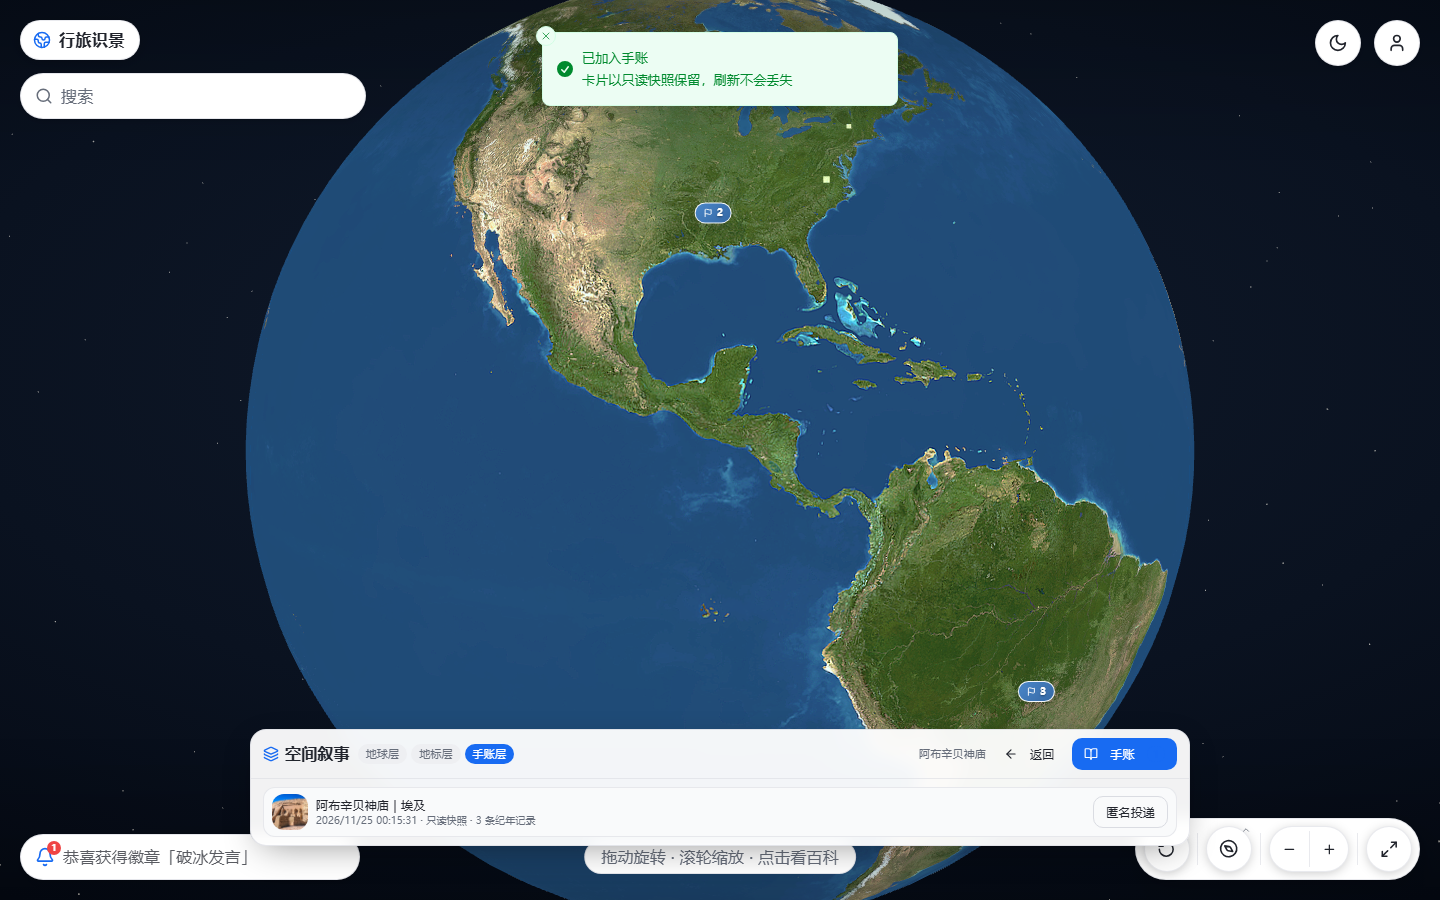 行旅识景
搜索
已加入手账
卡片以只读快照保留，刷新不会丢失
2
3
空间叙事
地球层
地标层
手账层
阿布辛贝神庙
返回
手账
阿布辛贝神庙 | 埃及
2026/11/25 00:15:31 · 只读快照 · 3 条纪年记录
匿名投递
1
恭喜获得徽章「破冰发言」
拖动旋转 · 滚轮缩放 · 点击看百科